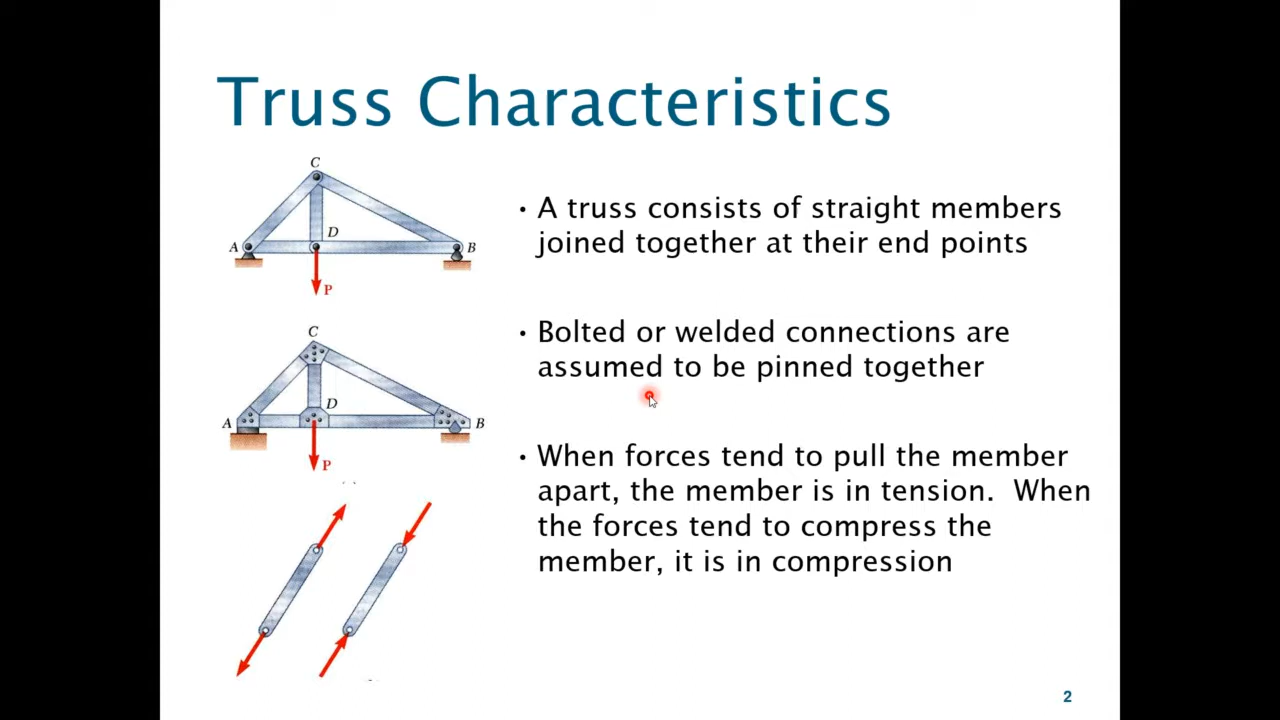 Truss Characteristics
C
A
D
B
P
• A truss consists of straight members
joined together at their end points
C
A
D
B
P
• Bolted or welded connections are
assumed to be pinned together
• When forces tend to pull the member
apart, the member is in tension. When
the forces tend to compress the
member, it is in compression
2